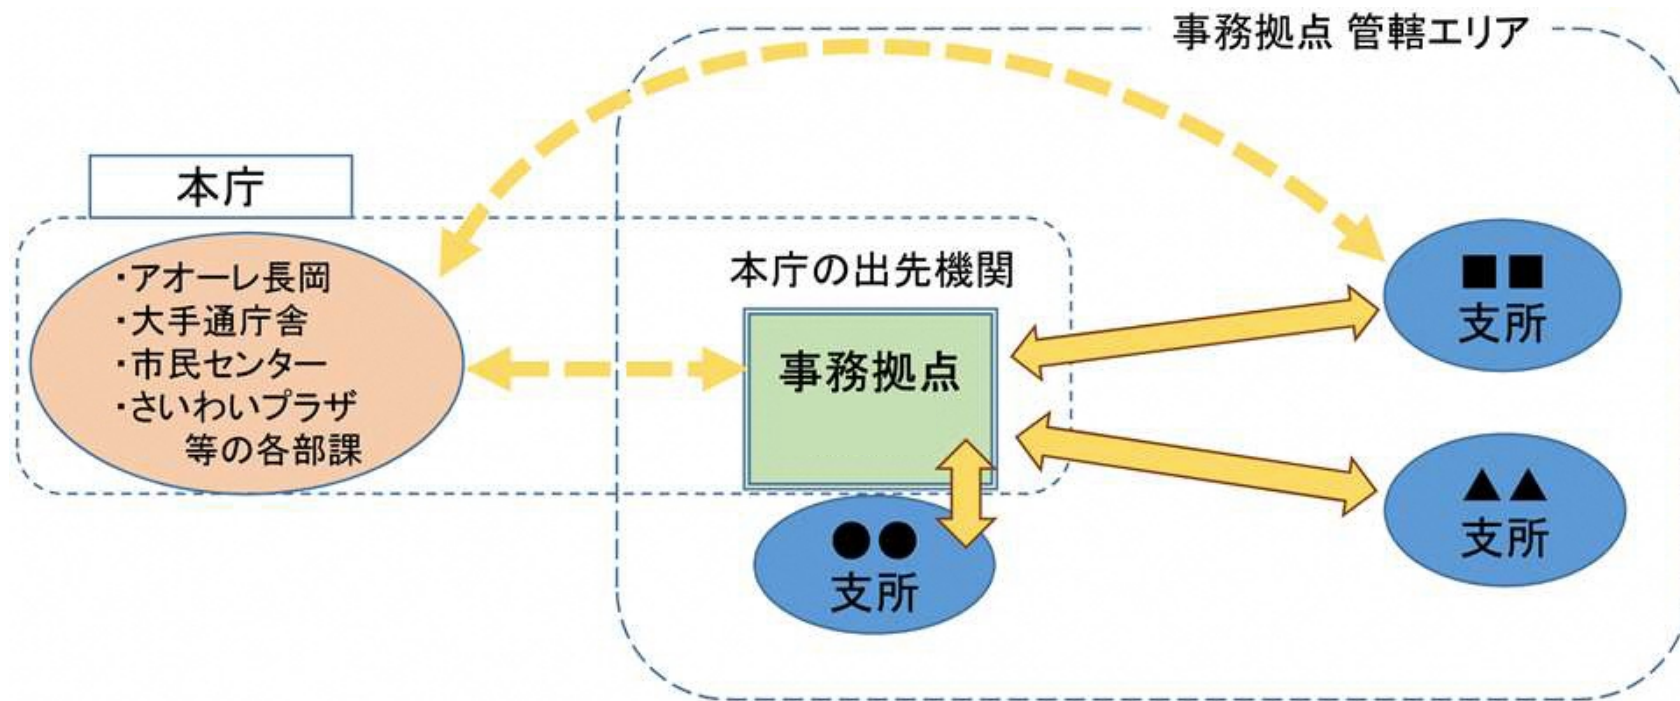 事務拠点 管轄エリア
本庁
・アオーレ長岡
・大手通庁舎
・市民センター
・さいわいプラザ
等の各部課
本庁の出先機関
事務拠点
■■
支所
▲▲
支所
●●
支所